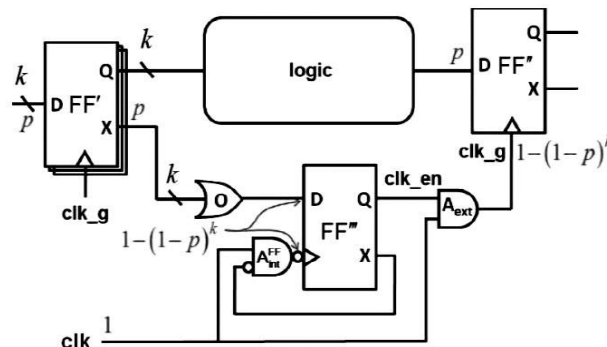 k
p
D FF′ Q
X
clk_g
k
p
logic
p
D FF″ Q
X
clk_g
1−(1−p)
k
O
1−(1−p)^k
D FF‴ Q
X
A_int^FF
clk_en
A_ext
clk 1